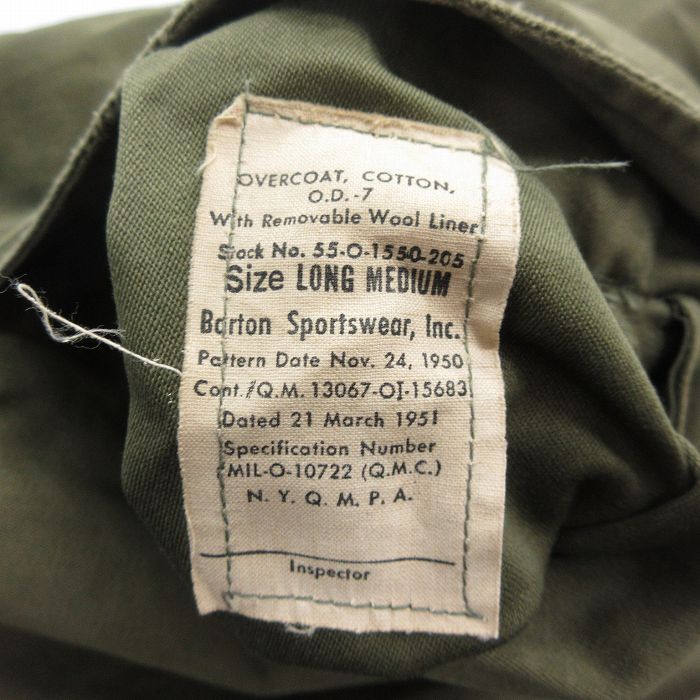 OVERCOAT, COTTON,
O.D.-7
With Removable Wool Liner
Stock No. 55-O-1550-205
Size LONG MEDIUM
Barton Sportswear, Inc.
Pattern Date Nov. 24, 1950
Cont./Q.M. 13067-OI-15683
Dated 21 March 1951
Specification Number
MIL-O-10722 (Q.M.C.)
N. Y. Q. M. P. A.
Inspector